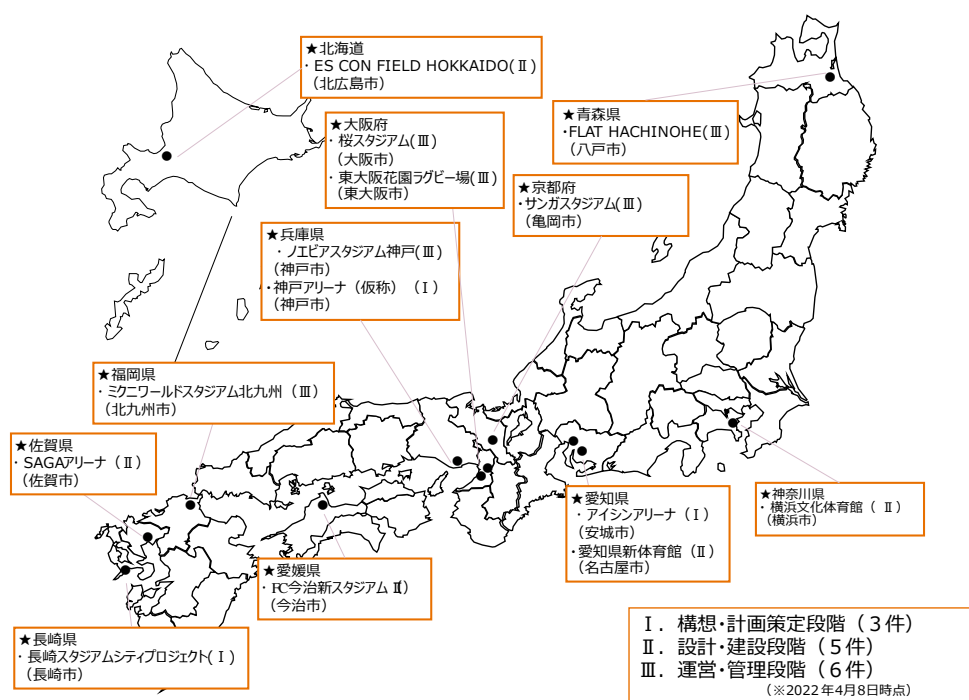 ★北海道
・ ES CON FIELD HOKKAIDO(Ⅱ)
(北広島市)
★青森県
・FLAT HACHINOHE(Ⅲ)
(八戸市)
★大阪府
・ 桜スタジアム(Ⅲ)
(大阪市)
・ 東大阪花園ラグビー場(Ⅲ)
(東大阪市)
★京都府
・サンガスタジアム(Ⅲ)
(亀岡市)
★兵庫県
・ ノエビアスタジアム神戸(Ⅲ)
(神戸市)
・神戸アリーナ（仮称）（Ⅰ)
(神戸市)
★福岡県
・ ミクニワールドスタジアム北九州（Ⅲ)
(北九州市)
★佐賀県
・ SAGAアリーナ（Ⅱ)
(佐賀市)
★愛知県
・ アイシンアリーナ（Ⅰ)
(安城市)
・愛知県新体育館（Ⅱ)
(名古屋市)
★神奈川県
・ 横浜文化体育館（ Ⅱ)
(横浜市)
★愛媛県
・ FC今治新スタジアム Ⅱ)
(今治市)
★長崎県
・ 長崎スタジアムシティプロジェクト(Ⅰ)
(長崎市)
Ⅰ．構想・計画策定段階（３件）
Ⅱ．設計・建設段階（５件）
Ⅲ．運営・管理段階（６件）
（※2022年4月8日時点）